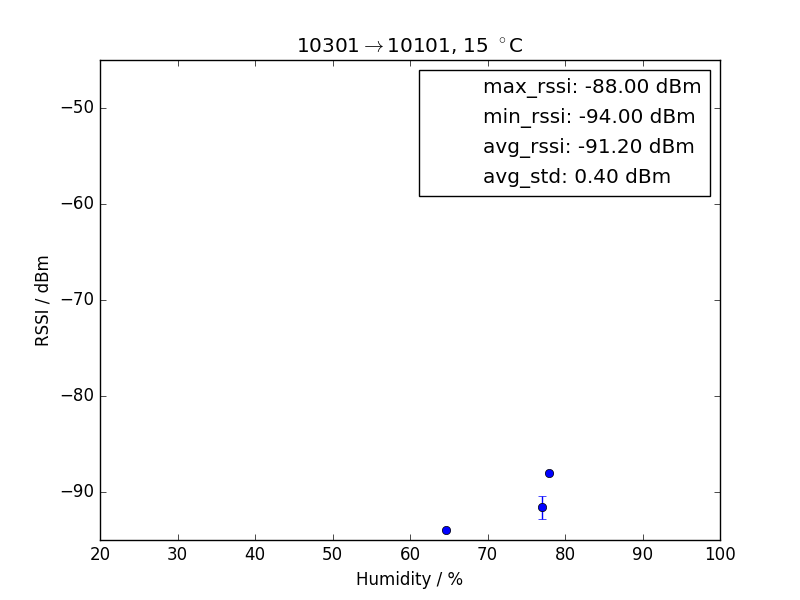 10301→10101, 15 °C
max_rssi: -88.00 dBm
min_rssi: -94.00 dBm
avg_rssi: -91.20 dBm
avg_std: 0.40 dBm
−50
−60
−70
−80
−90
RSSI / dBm
20 30 40 50 60 70 80 90 100
Humidity / %